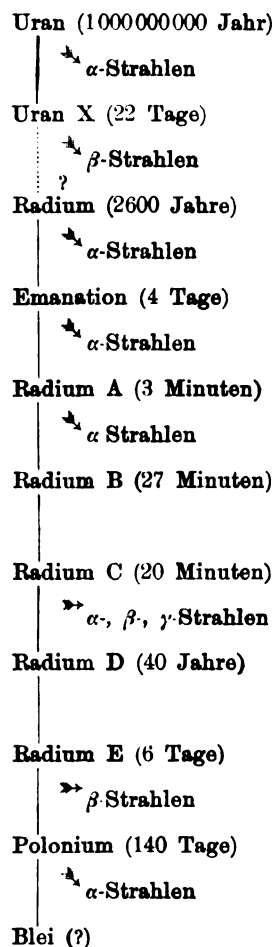 Uran (1000000000 Jahr)
α-Strahlen
Uran X (22 Tage)
β-Strahlen
?
Radium (2600 Jahre)
α-Strahlen
Emanation (4 Tage)
α-Strahlen
Radium A (3 Minuten)
α Strahlen
Radium B (27 Minuten)
Radium C (20 Minuten)
α-, β-, γ-Strahlen
Radium D (40 Jahre)
Radium E (6 Tage)
β-Strahlen
Polonium (140 Tage)
α-Strahlen
Blei (?)